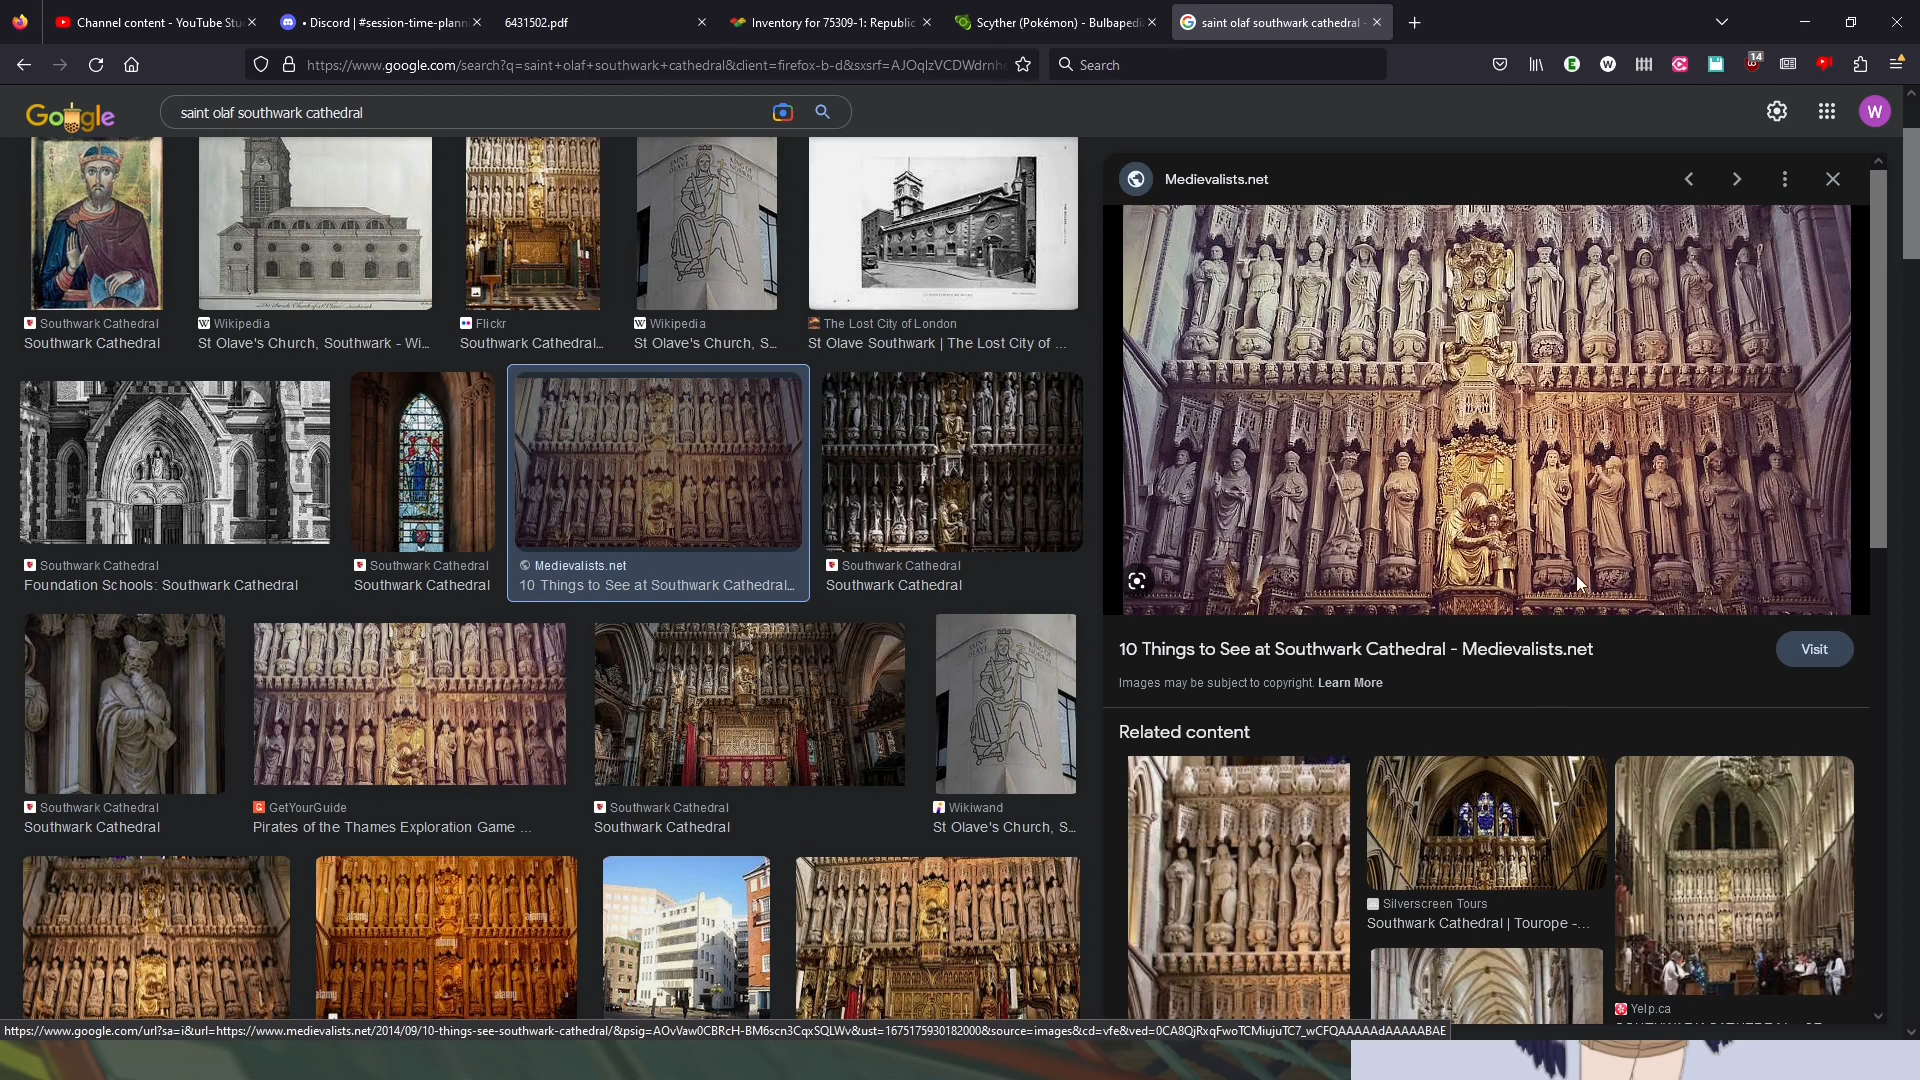 Channel content - YouTube Stu
• Discord | #session-time-plann
6431502.pdf
Inventory for 75309-1: Republic
Scyther (Pokémon) - Bulbapedia
saint olaf southwark cathedral -
https://www.google.com/search?q=saint+olaf+southwark+cathedral&client=firefox-b-d&sxsrf=AJOqlzVCDWdrnh
Search
14
Google
saint olaf southwark cathedral
W
Southwark Cathedral
Southwark Cathedral
Wikipedia
St Olave's Church, Southwark - Wi...
Flickr
Southwark Cathedral...
Wikipedia
St Olave's Church, S...
The Lost City of London
St Olave Southwark | The Lost City of ...
Southwark Cathedral
Foundation Schools: Southwark Cathedral
Southwark Cathedral
Southwark Cathedral
Medievalists.net
10 Things to See at Southwark Cathedral...
Southwark Cathedral
Southwark Cathedral
Southwark Cathedral
Southwark Cathedral
GetYourGuide
Pirates of the Thames Exploration Game ...
Southwark Cathedral
Southwark Cathedral
Wikiwand
St Olave's Church, S...
alamy
alamy
alamy
alamy
Medievalists.net
10 Things to See at Southwark Cathedral - Medievalists.net
Visit
Images may be subject to copyright. Learn More
Related content
Silverscreen Tours
Southwark Cathedral | Tourope -...
Yelp.ca
https://www.google.com/url?sa=i&url=https://www.medievalists.net/2014/09/10-things-see-southwark-cathedral/&psig=AOvVaw0CBRcH-BM6scn3CqxSQLWv&ust=1675175930182000&source=images&cd=vfe&ved=0CA8QjRxqFwoTCMiujuTC7_wCFQAAAAAdAAAAABAE